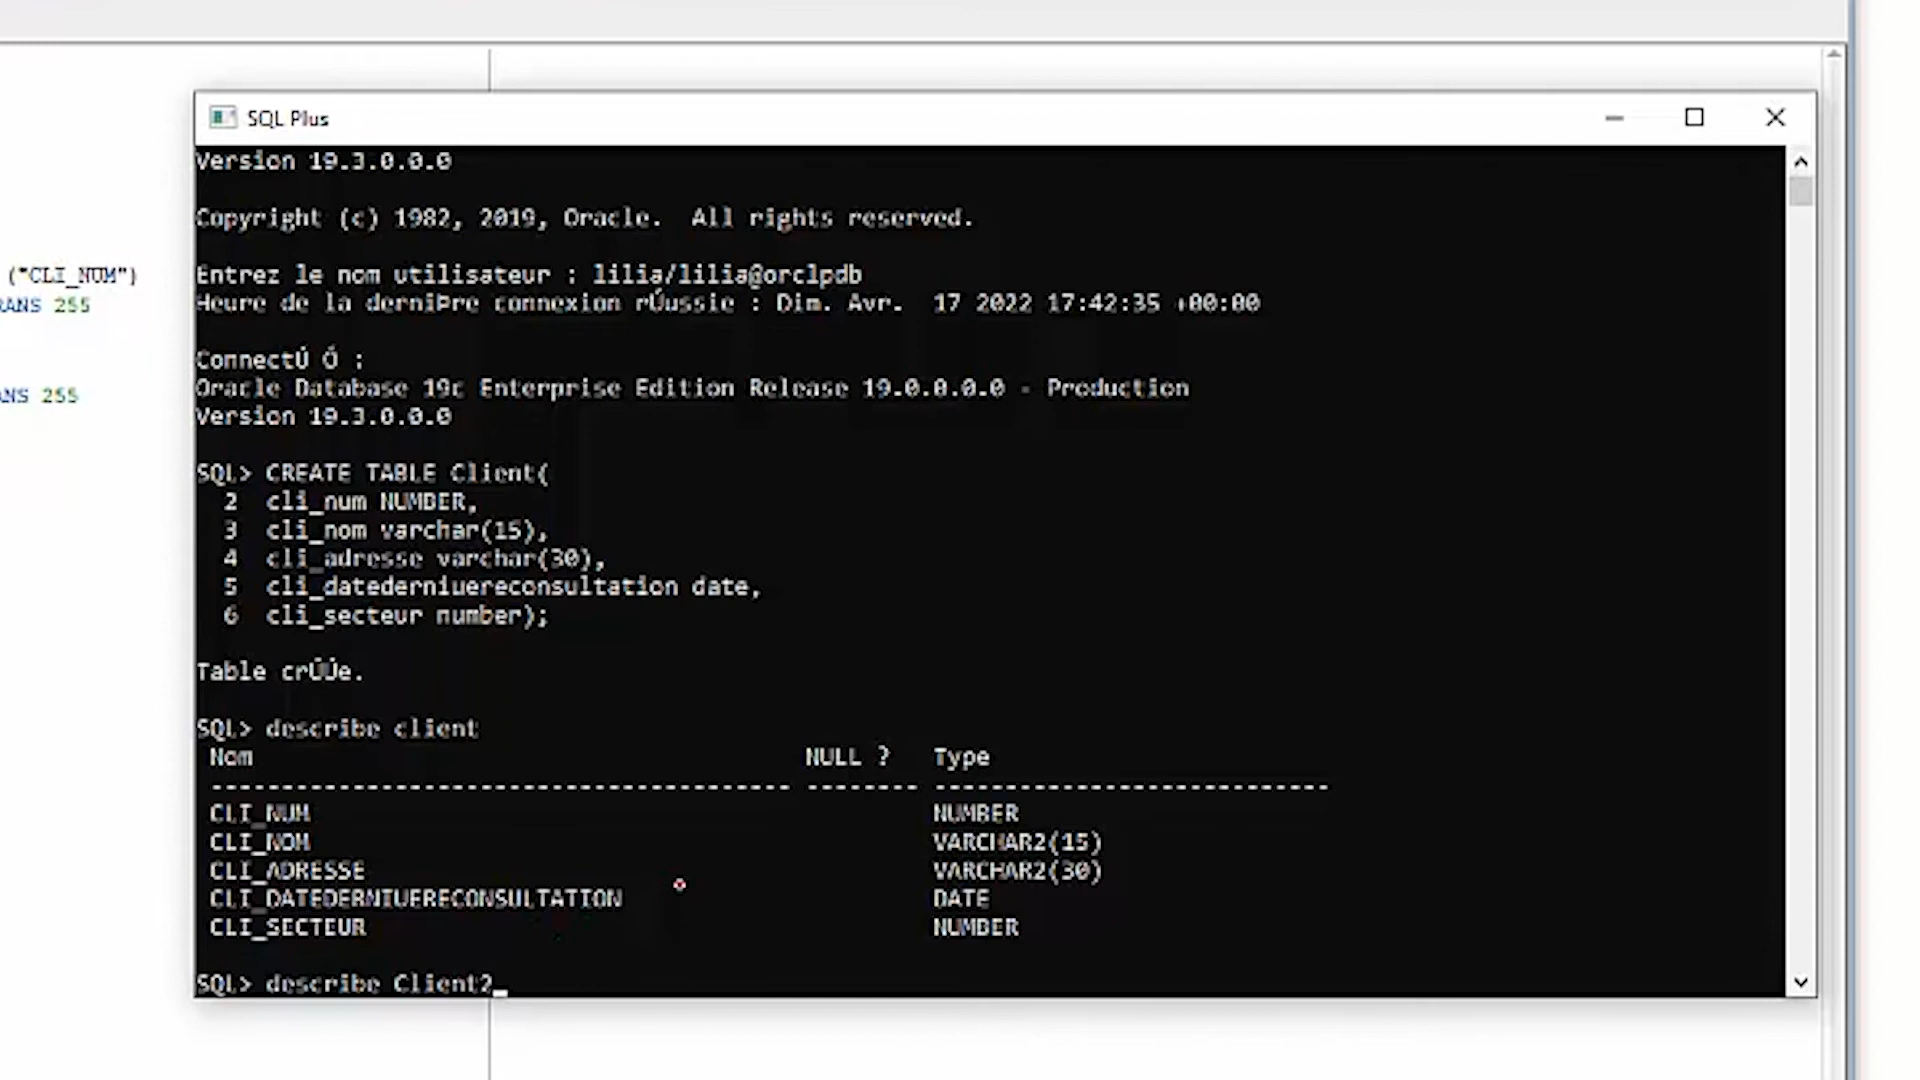 SQL Plus
Version 19.3.0.0.0
Copyright (c) 1982, 2019, Oracle.  All rights reserved.
Entrez le nom utilisateur : lilia/lilia@orclpdb
Heure de la derniÞre connexion rÚussie : Dim. Avr.  17 2022 17:42:35 +00:00
ConnectÚ Ó :
Oracle Database 19c Enterprise Edition Release 19.0.0.0.0 - Production
Version 19.3.0.0.0
SQL> CREATE TABLE Client(
2  cli_num NUMBER,
3  cli_nom varchar(15),
4  cli_adresse varchar(30),
5  cli_datederniuereconsultation date,
6  cli_secteur number);
Table crÚÚe.
SQL> describe client
Nom NULL ? Type
----------------------------------------- -------- ----------------------------
CLI_NUM NUMBER
CLI_NOM VARCHAR2(15)
CLI_ADRESSE VARCHAR2(30)
CLI_DATEDERNIUERECONSULTATION DATE
CLI_SECTEUR NUMBER
SQL> describe Client2_
("CLI_NUM")
RANS 255
ANS 255